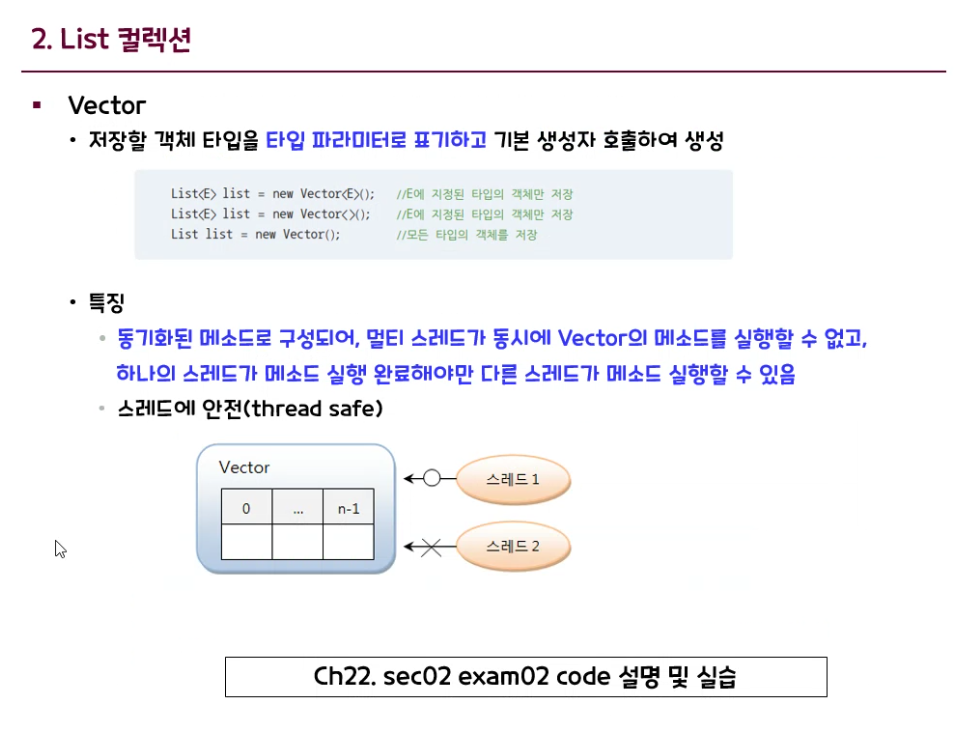 2. List 컬렉션
▪ Vector
• 저장할 객체 타입을 타입 파라미터로 표기하고 기본 생성자 호출하여 생성
List<E> list = new Vector<E>(); //E에 지정된 타입의 객체만 저장
List<E> list = new Vector<>(); //E에 지정된 타입의 객체만 저장
List list = new Vector(); //모든 타입의 객체를 저장
• 특징
• 동기화된 메소드로 구성되어, 멀티 스레드가 동시에 Vector의 메소드를 실행할 수 없고,
하나의 스레드가 메소드 실행 완료해야만 다른 스레드가 메소드 실행할 수 있음
• 스레드에 안전(thread safe)
Vector
0 ... n-1
스레드 1
스레드 2
Ch22. sec02 exam02 code 설명 및 실습